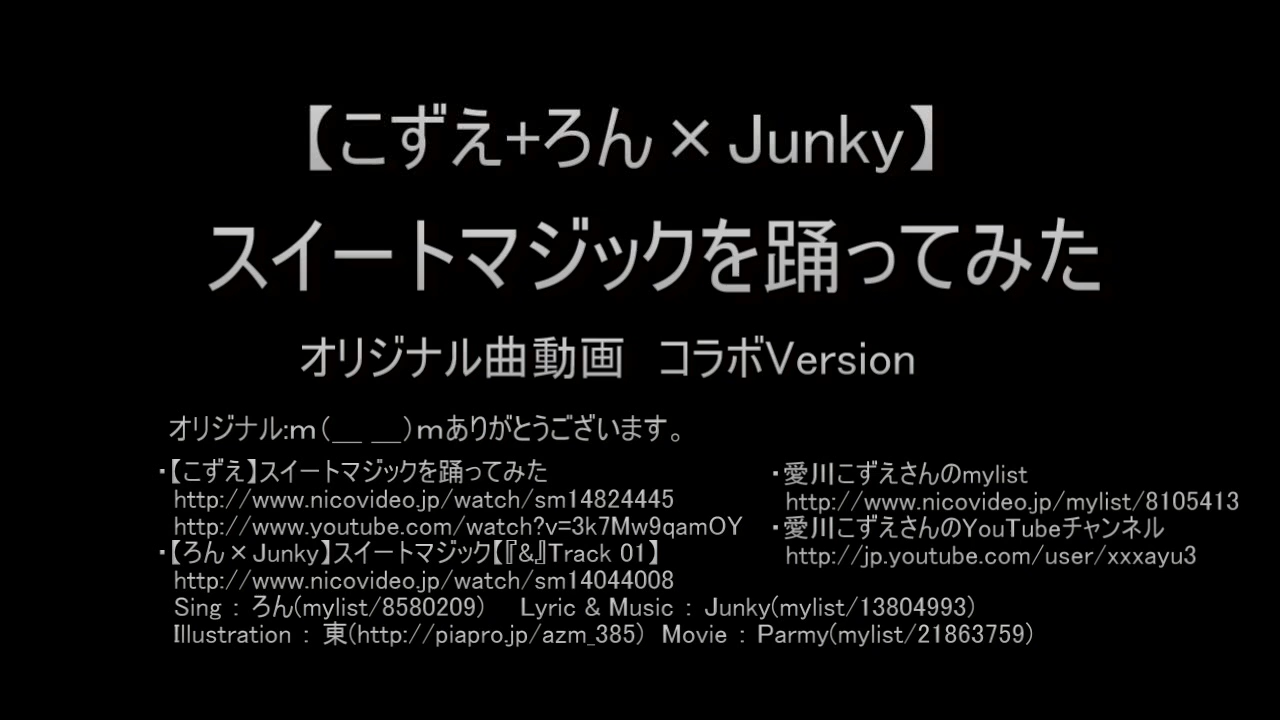 【こずえ+ろん×Junky】
スイートマジックを踊ってみた
オリジナル曲動画　コラボVersion
オリジナル:m（__ __）mありがとうございます。
・【こずえ】スイートマジックを踊ってみた
http://www.nicovideo.jp/watch/sm14824445
http://www.youtube.com/watch?v=3k7Mw9qamOY
・【ろん×Junky】スイートマジック【『&』Track 01】
http://www.nicovideo.jp/watch/sm14044008
Sing : ろん(mylist/8580209)　Lyric & Music : Junky(mylist/13804993)
Illustration : 東(http://piapro.jp/azm_385)　Movie : Parmy(mylist/21863759)
・愛川こずえさんのmylist
http://www.nicovideo.jp/mylist/8105413
・愛川こずえさんのYouTubeチャンネル
http://jp.youtube.com/user/xxxayu3